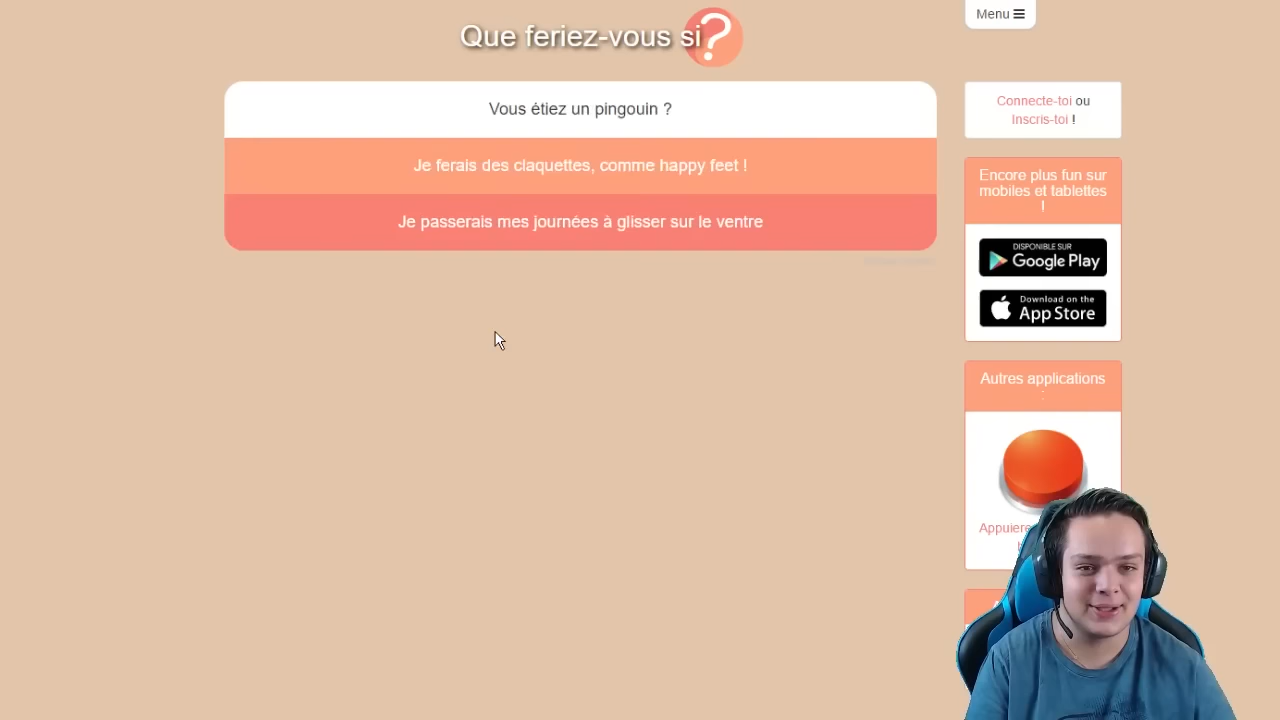 Que feriez-vous si?
Menu
Vous étiez un pingouin ?
Je ferais des claquettes, comme happy feet !
Je passerais mes journées à glisser sur le ventre
Connecte-toi ou
Inscris-toi !
Encore plus fun sur
mobiles et tablettes
!
DISPONIBLE SUR
Google Play
Download on the
App Store
Autres applications
: